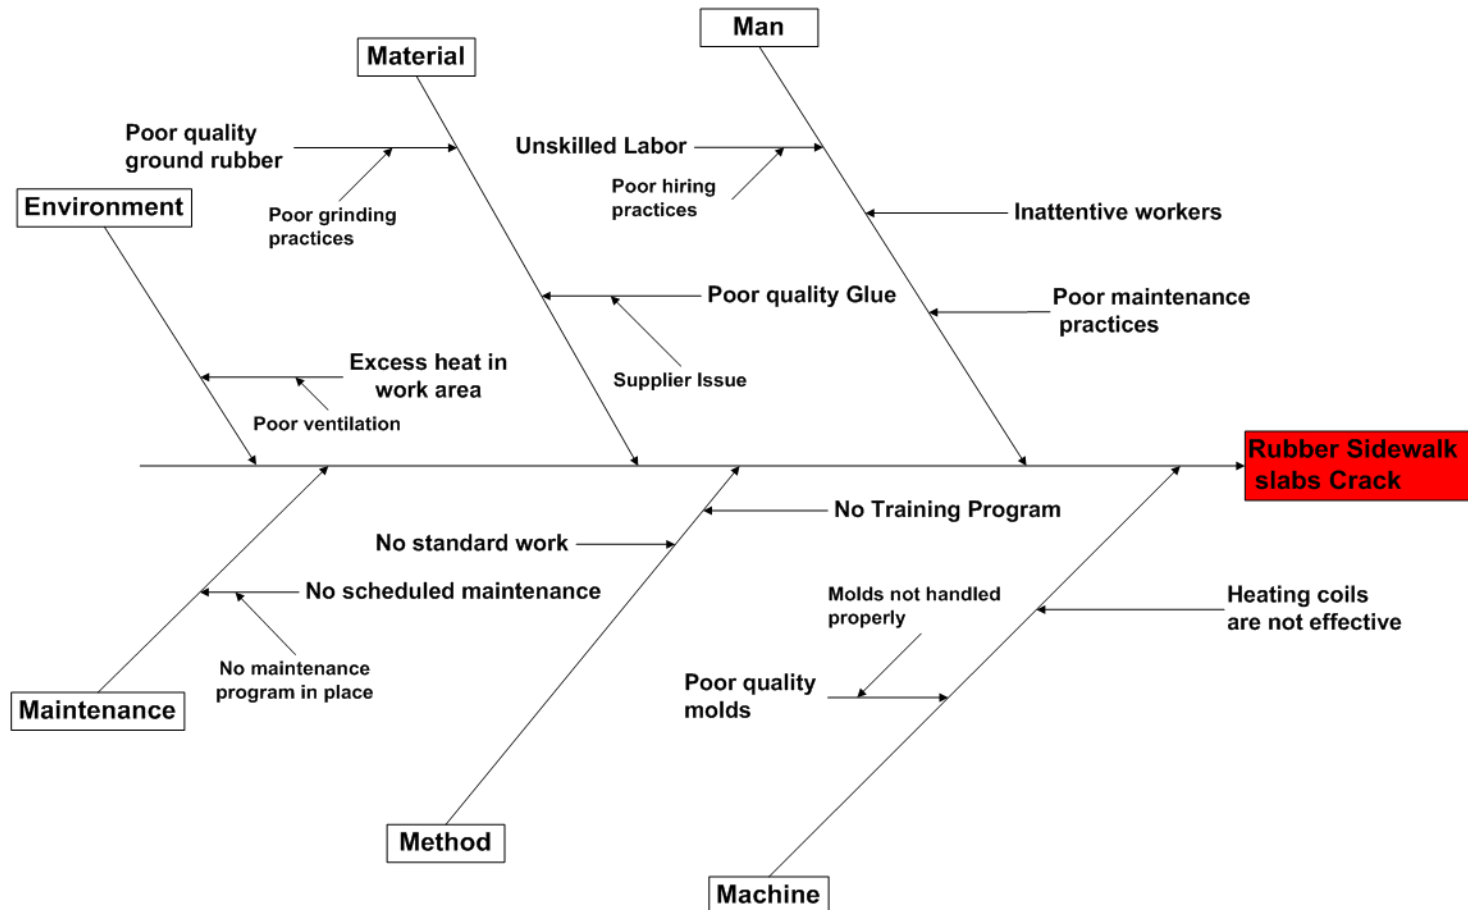 Man
Material
Poor quality
ground rubber
Unskilled Labor
Poor hiring
practices
Environment
Poor grinding
practices
Inattentive workers
Poor quality Glue
Poor maintenance
practices
Excess heat in
work area
Supplier Issue
Poor ventilation
Rubber Sidewalk
slabs Crack
No Training Program
No standard work
No scheduled maintenance
Molds not handled
properly
Heating coils
are not effective
No maintenance
program in place
Poor quality
molds
Maintenance
Method
Machine